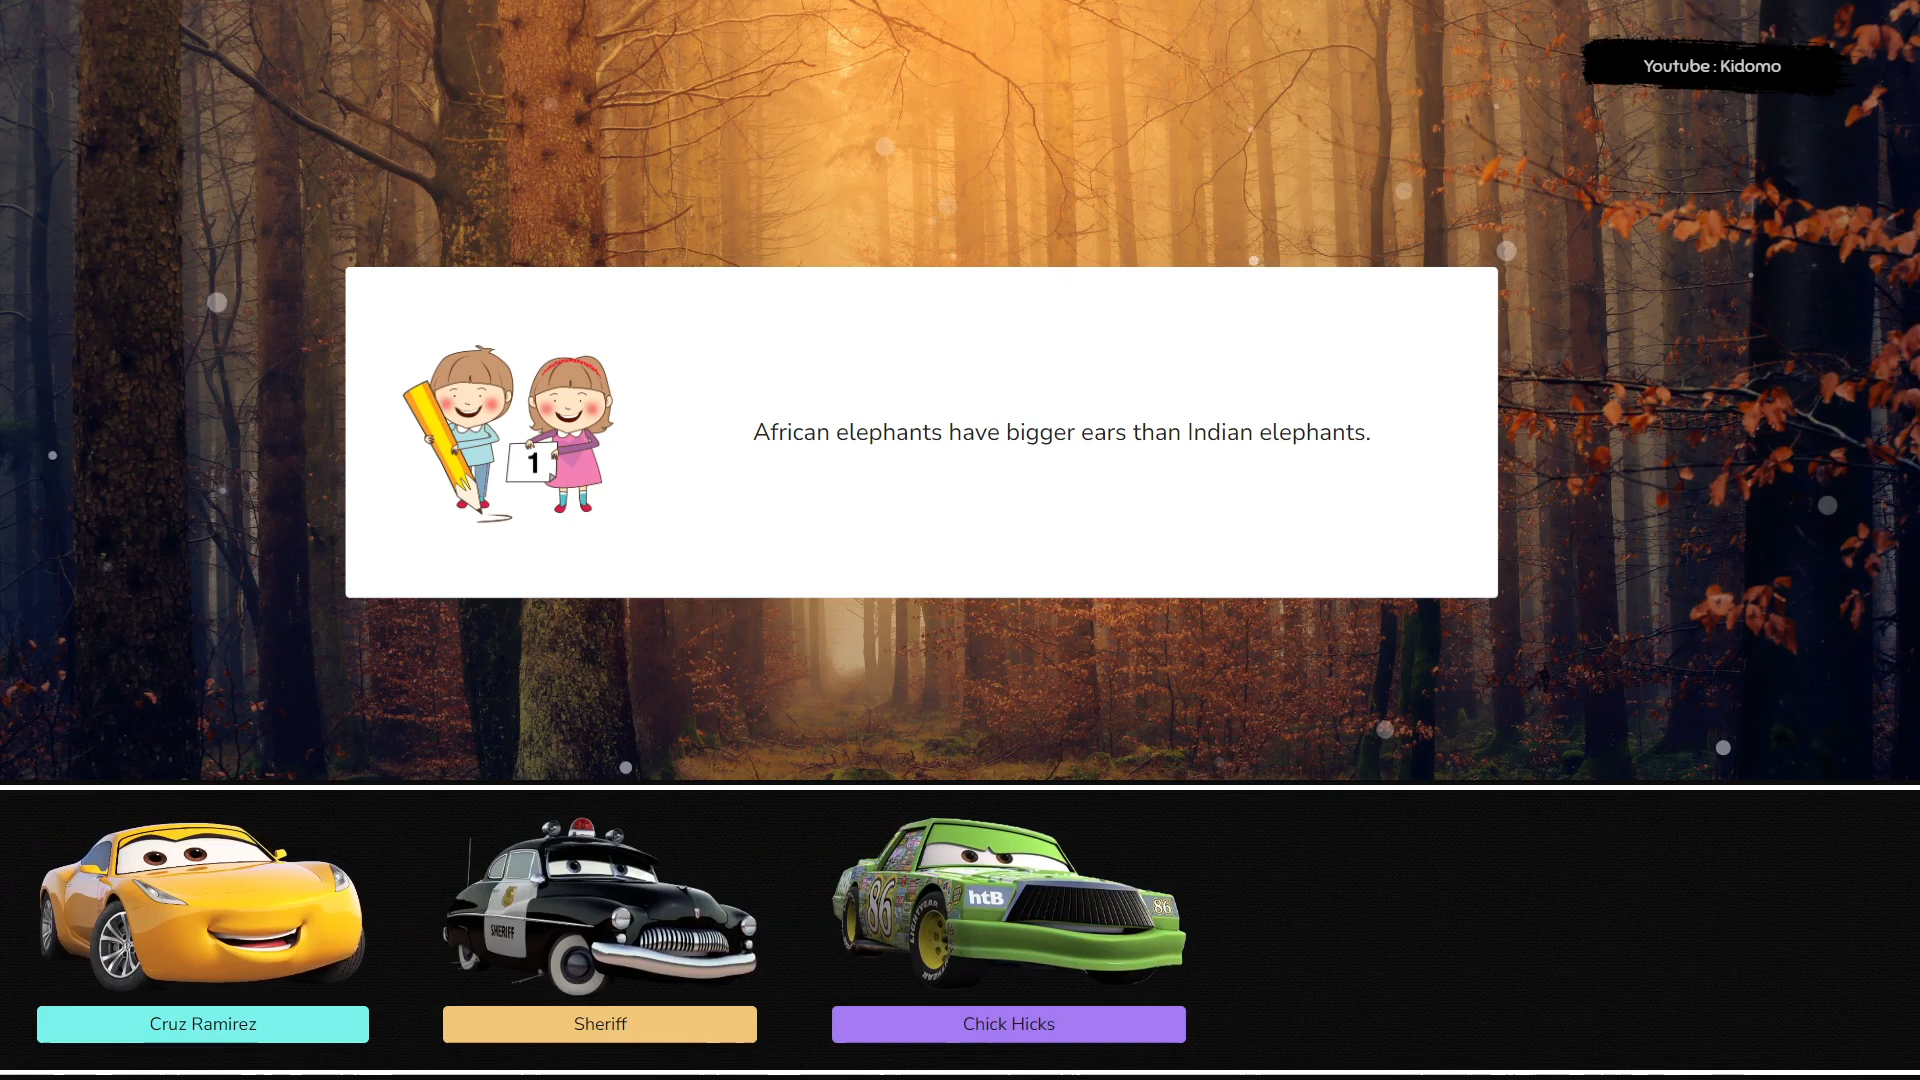 Youtube : Kidomo
African elephants have bigger ears than Indian elephants.
1
SHERIFF
86
htB
86
LIGHTYEAR
Cruz Ramirez
Sheriff
Chick Hicks